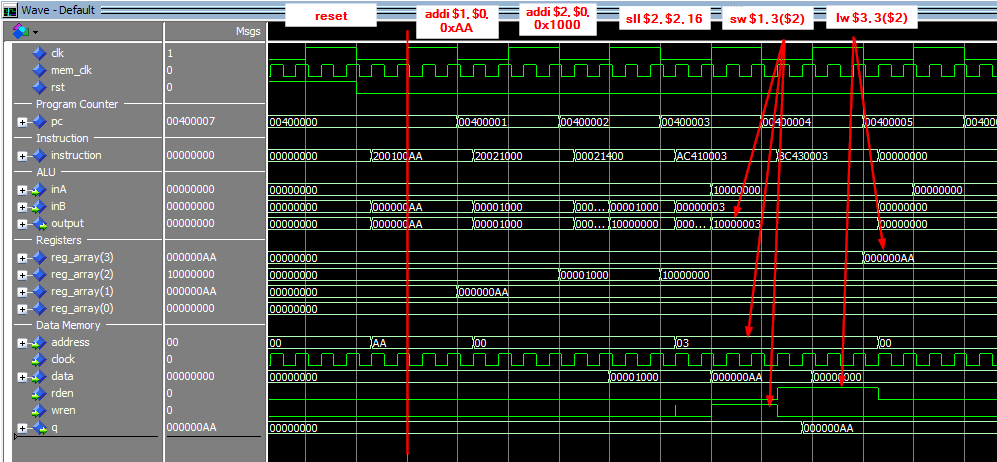 Wave - Default
Msgs
reset
addi $1, $0, 0xAA
addi $2, $0, 0x1000
sll $2, $2, 16
sw $1, 3($2)
lw $3, 3($2)
clk 1
mem_clk 0
rst 0
Program Counter
pc 00400007 00400000 00400001 00400002 00400003 00400004 00400005
Instruction
instruction 00000000 00000000 200100AA 20021000 00021400 AC410003 8C430003 00000000
ALU
inA 00000000 00000000 10000000 00000000
inB 00000000 00000000 000000AA 00001000 000... 00001000 00000003 00000000
output 00000000 00000000 000000AA 00001000 000... 10000000 000... 10000003 00000000
Registers
reg_array(3) 000000AA 00000000 000000AA
reg_array(2) 10000000 00000000 00001000 10000000
reg_array(1) 000000AA 00000000 000000AA
reg_array(0) 00000000 00000000
Data Memory
address 00 00 AA 00 03 00
clock 0
data 00000000 00000000 00001000 000000AA 00000000
rden 0
wren 0
q 000000AA 00000000 000000AA